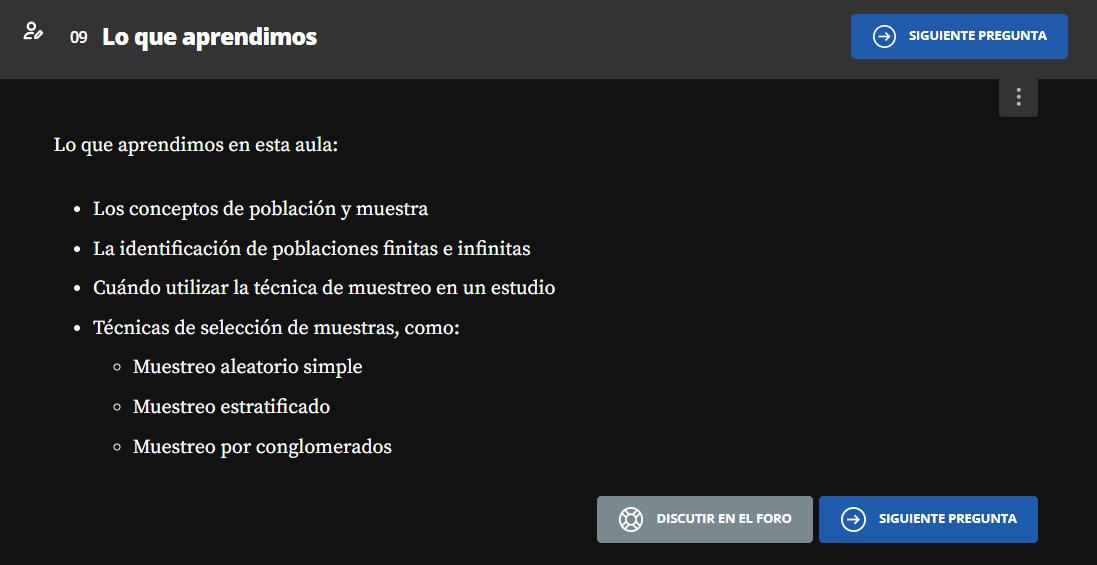 09 Lo que aprendimos
SIGUIENTE PREGUNTA
Lo que aprendimos en esta aula:
• Los conceptos de población y muestra
• La identificación de poblaciones finitas e infinitas
• Cuándo utilizar la técnica de muestreo en un estudio
• Técnicas de selección de muestras, como:
◦ Muestreo aleatorio simple
◦ Muestreo estratificado
◦ Muestreo por conglomerados
DISCUTIR EN EL FORO
SIGUIENTE PREGUNTA